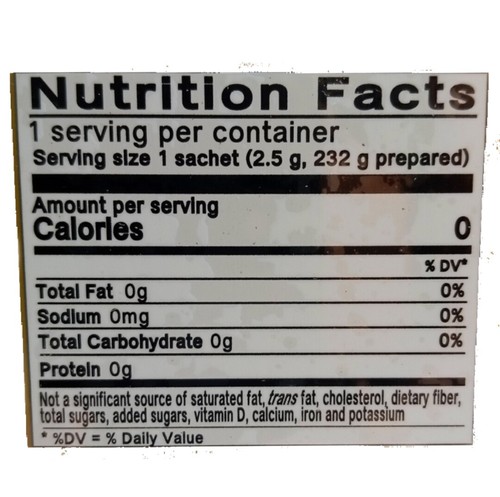 Nutrition Facts
1 serving per container
Serving size 1 sachet (2.5 g, 232 g prepared)
Amount per serving
Calories 0
% DV*
Total Fat 0g 0%
Sodium 0mg 0%
Total Carbohydrate 0g 0%
Protein 0g
Not a significant source of saturated fat, trans fat, cholesterol, dietary fiber,
total sugars, added sugars, vitamin D, calcium, iron and potassium
* %DV = % Daily Value